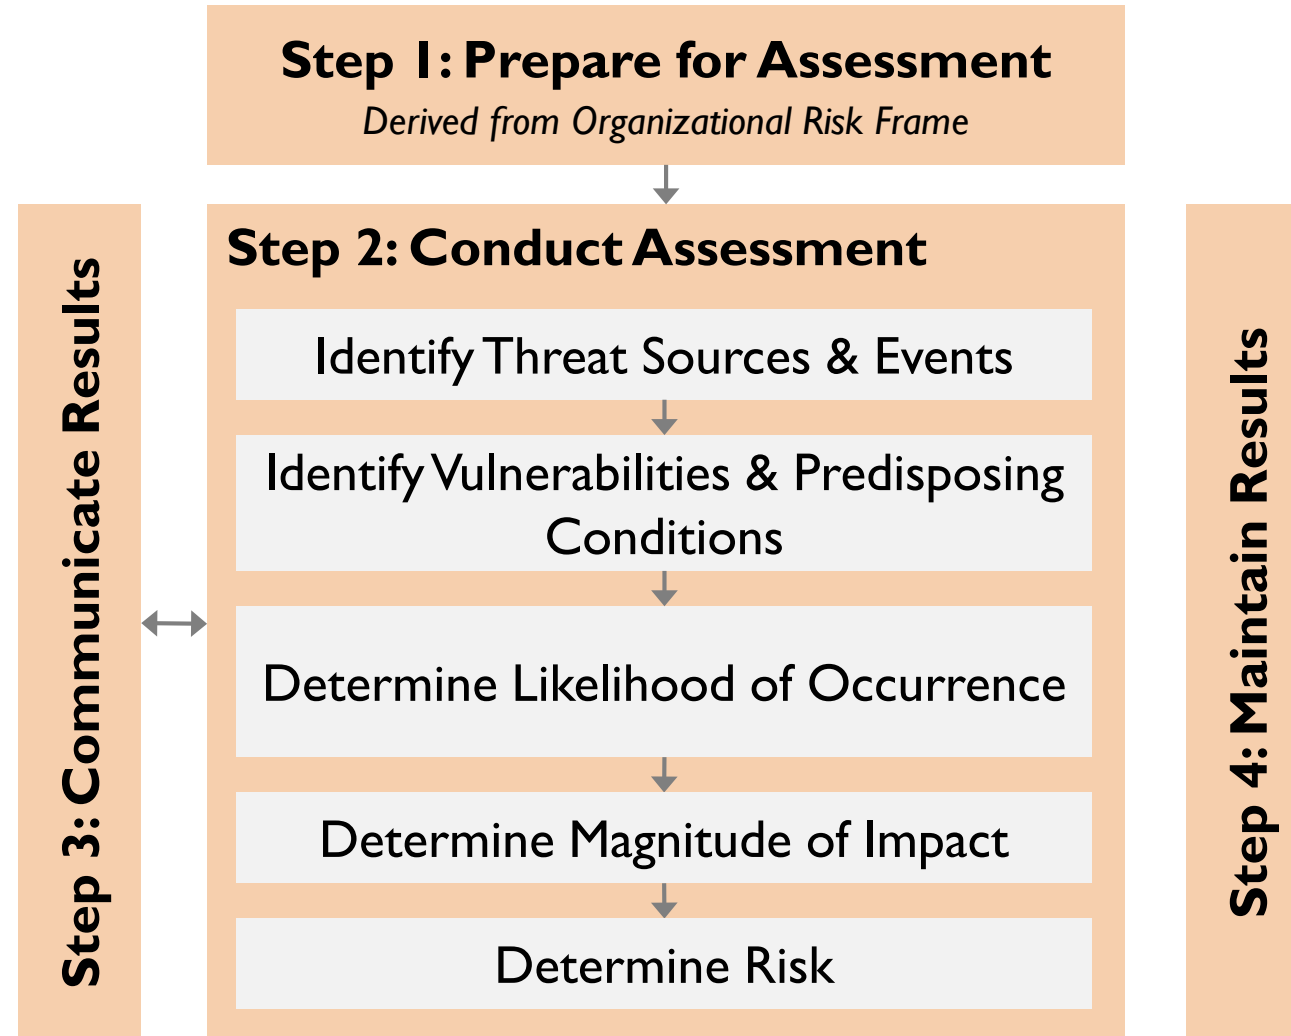 Step 1: Prepare for Assessment
Derived from Organizational Risk Frame
Step 2: Conduct Assessment
Identify Threat Sources & Events
Identify Vulnerabilities & Predisposing
Conditions
Determine Likelihood of Occurrence
Determine Magnitude of Impact
Determine Risk
Step 3: Communicate Results
Step 4: Maintain Results